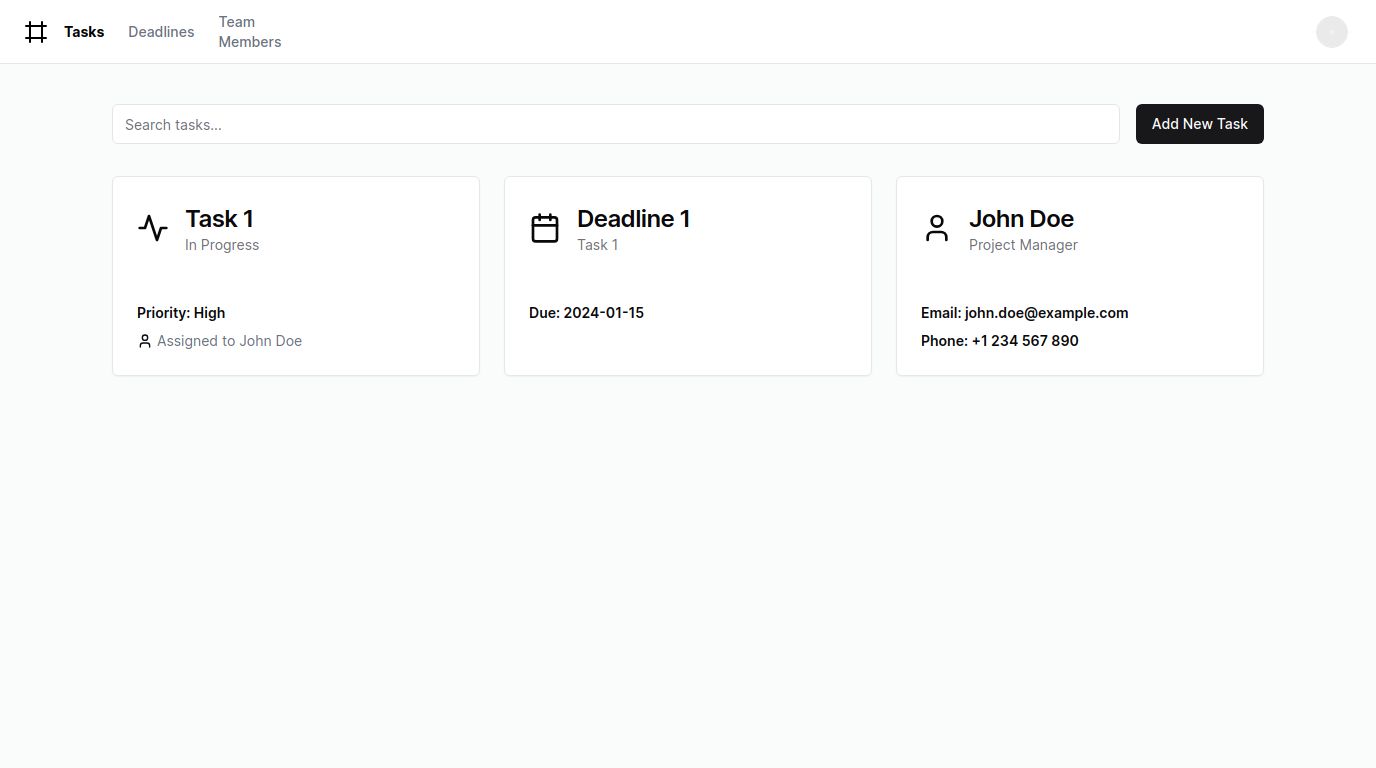 Tasks
Deadlines
Team
Members
Search tasks...
Add New Task
Task 1
In Progress
Priority: High
Assigned to John Doe
Deadline 1
Task 1
Due: 2024-01-15
John Doe
Project Manager
Email: john.doe@example.com
Phone: +1 234 567 890